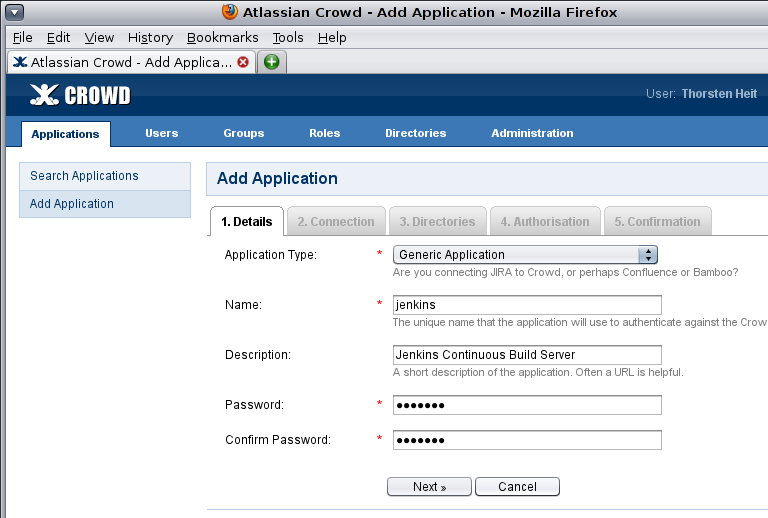 Atlassian Crowd - Add Application - Mozilla Firefox
File Edit View History Bookmarks Tools Help
Atlassian Crowd - Add Applica...
CROWD
User: Thorsten Heit
Applications Users Groups Roles Directories Administration
Search Applications
Add Application
Add Application
1. Details 2. Connection 3. Directories 4. Authorisation 5. Confirmation
Application Type: * Generic Application
Are you connecting JIRA to Crowd, or perhaps Confluence or Bamboo?
Name: * jenkins
The unique name that the application will use to authenticate against the Crow
Description: Jenkins Continuous Build Server
A short description of the application. Often a URL is helpful.
Password: * •••••••
Confirm Password: * •••••••
Next » Cancel